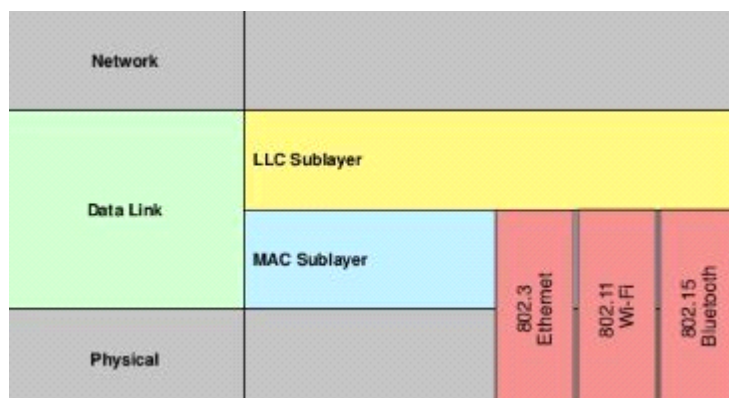 Network
LLC Sublayer
Data Link
MAC Sublayer
802.3
Ethernet
802.11
Wi-Fi
802.15
Bluetooth
Physical